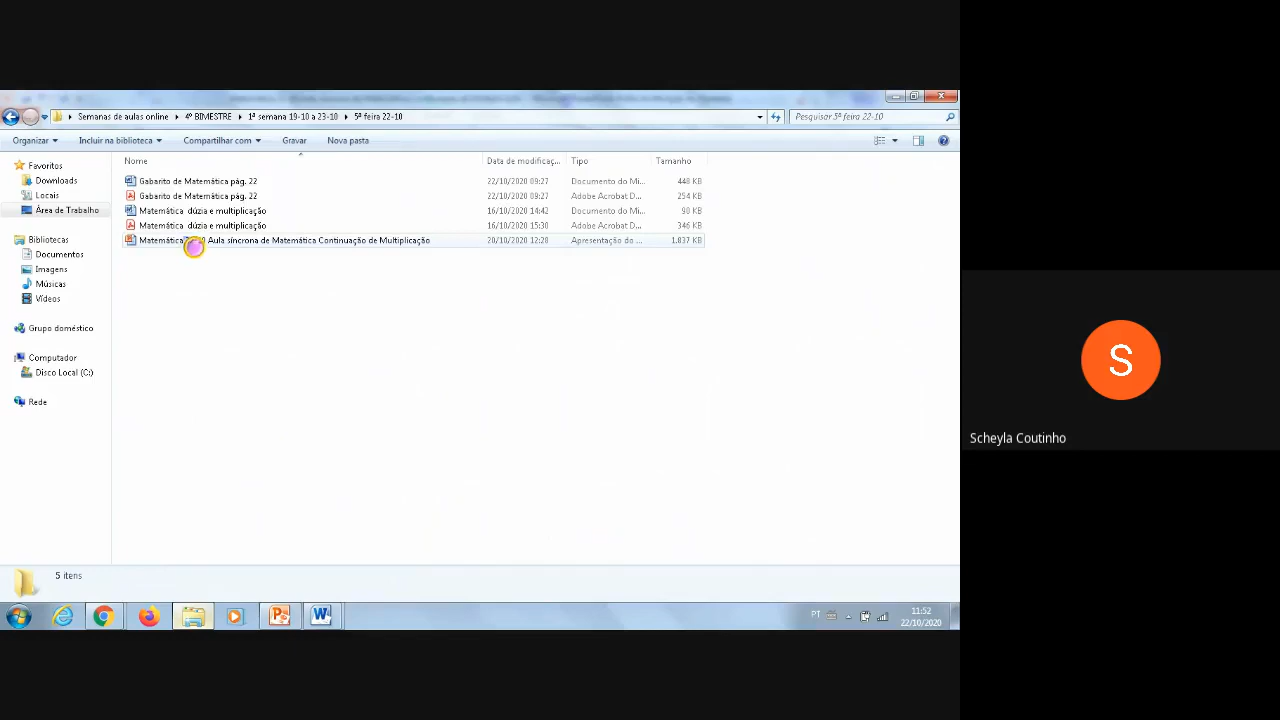 Semanas de aulas online
4º BIMESTRE
1ª semana 19-10 a 23-10
5ª feira 22-10
Pesquisar 5ª feira 22-10
Organizar
Incluir na biblioteca
Compartilhar com
Gravar
Nova pasta
Favoritos
Downloads
Locais
Área de Trabalho
Bibliotecas
Documentos
Imagens
Músicas
Vídeos
Grupo doméstico
Computador
Disco Local (C:)
Rede
Nome Data de modificaç... Tipo Tamanho
Gabarito de Matemática pág. 22 22/10/2020 09:27 Documento do Mi... 448 KB
Gabarito de Matemática pág. 22 22/10/2020 09:27 Adobe Acrobat D... 254 KB
Matemática dúzia e multiplicação 16/10/2020 14:42 Documento do Mi... 98 KB
Matemática dúzia e multiplicação 16/10/2020 15:30 Adobe Acrobat D... 346 KB
Matemática Aula síncrona de Matemática Continuação de Multiplicação 20/10/2020 12:28 Apresentação do ... 1.837 KB
5 itens
PT
11:52
22/10/2020
S
Scheyla Coutinho